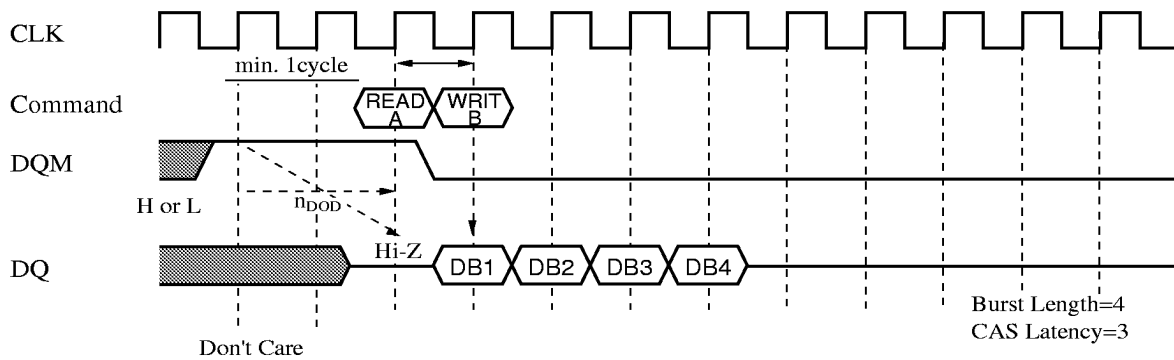 CLK
min. 1cycle
Command
READ WRIT
A B
DQM
H or L
nDOD
Hi-Z
DQ
DB1 DB2 DB3 DB4
Burst Length=4
CAS Latency=3
Don't Care